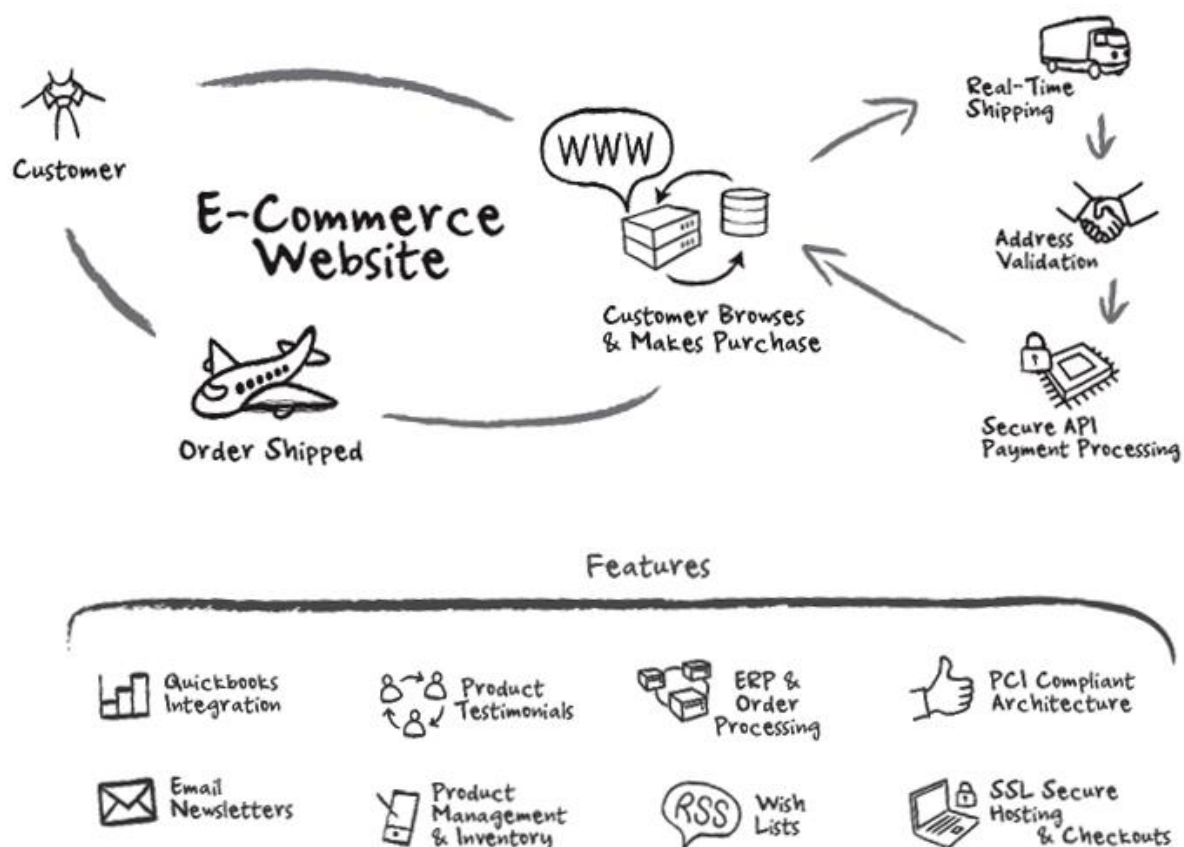 Customer
E-Commerce
Website
WWW
Customer Browses
& Makes Purchase
Order Shipped
Real-Time
Shipping
Address
Validation
Secure API
Payment Processing
Features
Quickbooks
Integration
Product
Testimonials
ERP &
Order
Processing
PCI Compliant
Architecture
Email
Newsletters
Product
Management
& Inventory
RSS
Wish
Lists
SSL Secure
Hosting
& Checkouts